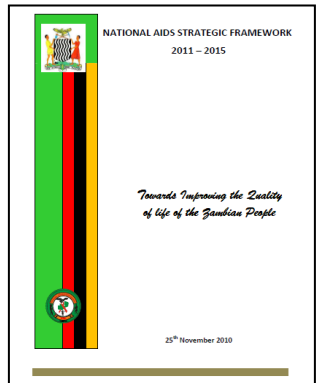 NATIONAL AIDS STRATEGIC FRAMEWORK
2011 – 2015
Towards Improving the Quality
of life of the Zambian People
25th November 2010